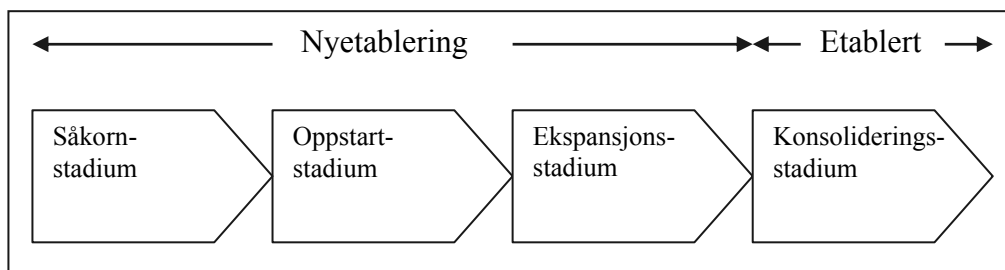 Nyetablering
Etablert
Såkorn-
stadium
Oppstart-
stadium
Ekspansjons-
stadium
Konsoliderings-
stadium